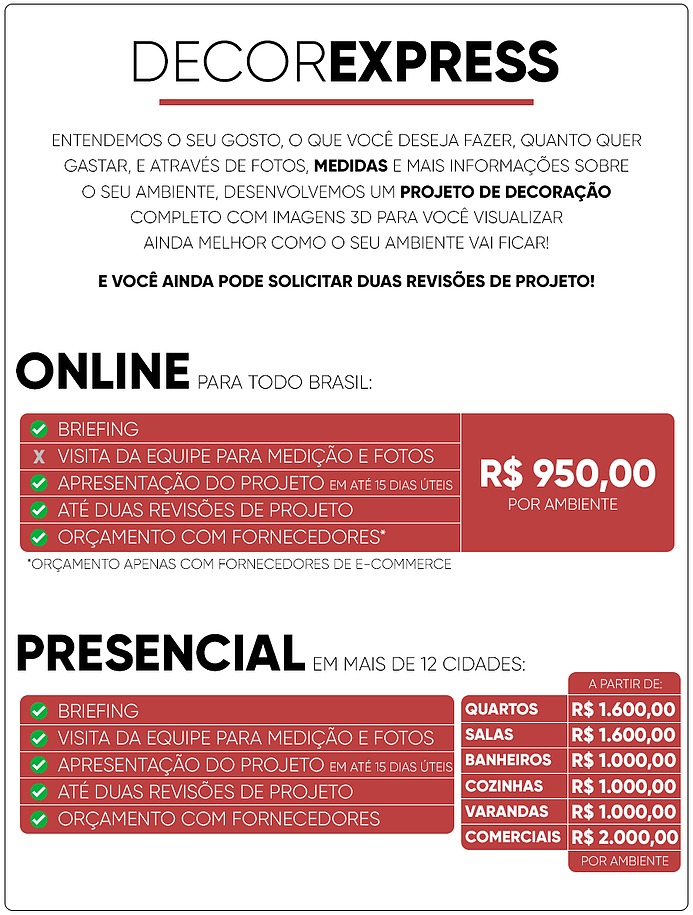 DECOREXPRESS
ENTENDEMOS O SEU GOSTO, O QUE VOCÊ DESEJA FAZER, QUANTO QUER
GASTAR, E ATRAVÉS DE FOTOS, MEDIDAS E MAIS INFORMAÇÕES SOBRE
O SEU AMBIENTE, DESENVOLVEMOS UM PROJETO DE DECORAÇÃO
COMPLETO COM IMAGENS 3D PARA VOCÊ VISUALIZAR
AINDA MELHOR COMO O SEU AMBIENTE VAI FICAR!
E VOCÊ AINDA PODE SOLICITAR DUAS REVISÕES DE PROJETO!
ONLINE PARA TODO BRASIL:
BRIEFING
X VISITA DA EQUIPE PARA MEDIÇÃO E FOTOS
APRESENTAÇÃO DO PROJETO EM ATÉ 15 DIAS ÚTEIS
ATÉ DUAS REVISÕES DE PROJETO
ORÇAMENTO COM FORNECEDORES*
R$ 950,00
POR AMBIENTE
*ORÇAMENTO APENAS COM FORNECEDORES DE E-COMMERCE
PRESENCIAL EM MAIS DE 12 CIDADES:
BRIEFING
VISITA DA EQUIPE PARA MEDIÇÃO E FOTOS
APRESENTAÇÃO DO PROJETO EM ATÉ 15 DIAS ÚTEIS
ATÉ DUAS REVISÕES DE PROJETO
ORÇAMENTO COM FORNECEDORES
A PARTIR DE:
QUARTOS R$ 1.600,00
SALAS R$ 1.600,00
BANHEIROS R$ 1.000,00
COZINHAS R$ 1.000,00
VARANDAS R$ 1.000,00
COMERCIAIS R$ 2.000,00
POR AMBIENTE